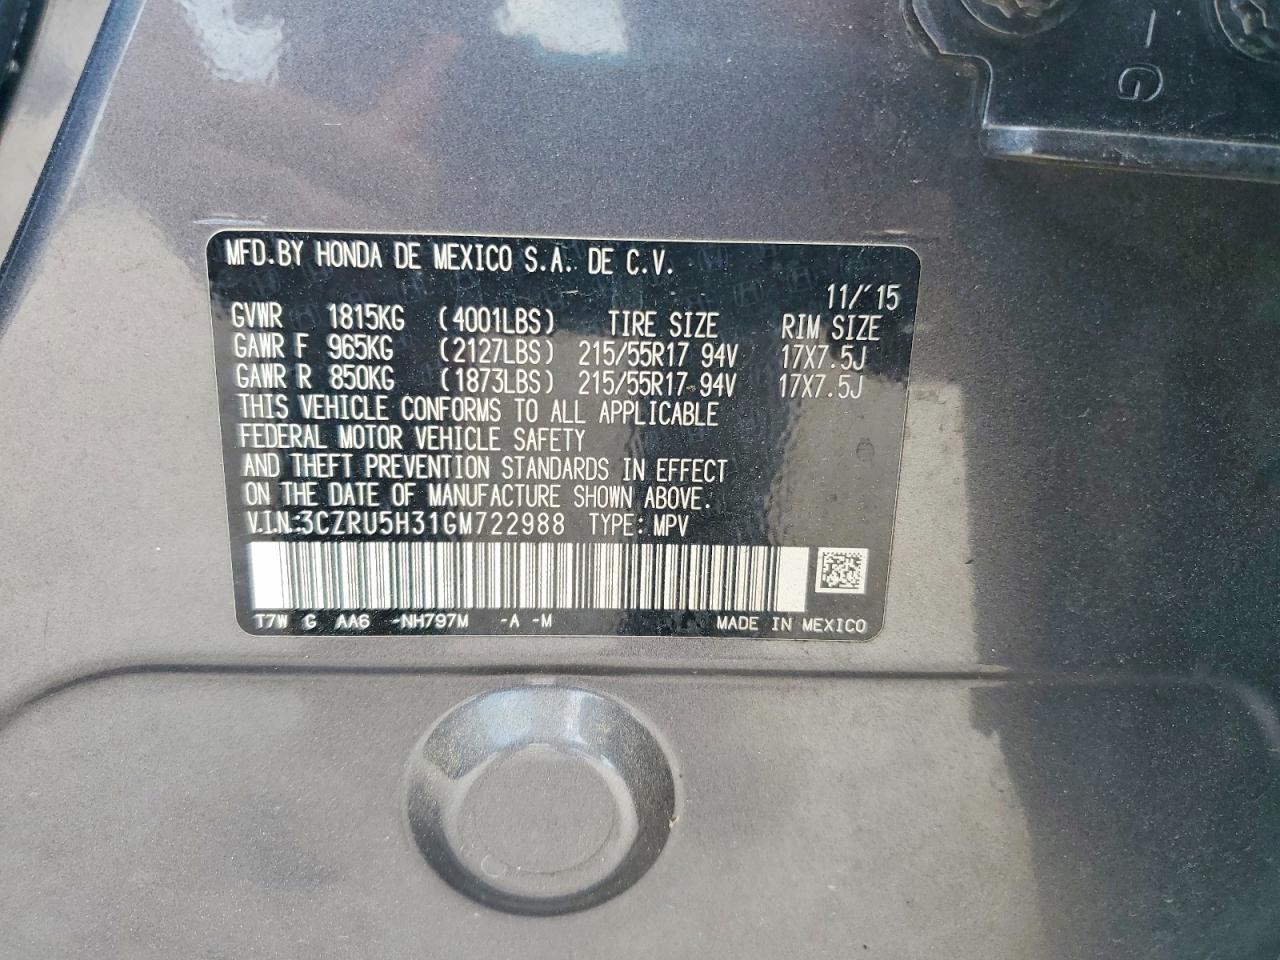 G
MFD.BY HONDA DE MEXICO S.A. DE C.V.
11/'15
GVWR 1815KG (4001LBS) TIRE SIZE RIM SIZE
GAWR F 965KG (2127LBS) 215/55R17 94V 17X7.5J
GAWR R 850KG (1873LBS) 215/55R17 94V 17X7.5J
THIS VEHICLE CONFORMS TO ALL APPLICABLE
FEDERAL MOTOR VEHICLE SAFETY
AND THEFT PREVENTION STANDARDS IN EFFECT
ON THE DATE OF MANUFACTURE SHOWN ABOVE.
V.I.N.:3CZRU5H31GM722988 TYPE: MPV
T7W G AA6 -NH797M -A -M MADE IN MEXICO